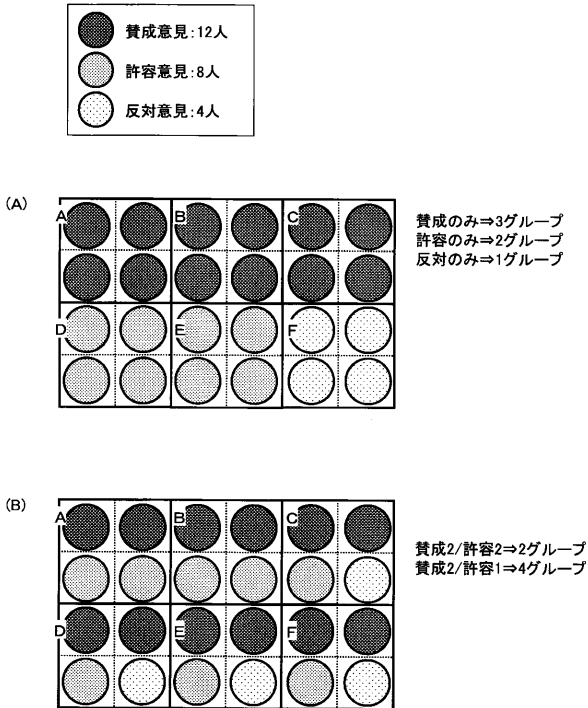 賛成意見:12人
許容意見:8人
反対意見:4人
(A)
A B C
賛成のみ⇒3グループ
許容のみ⇒2グループ
反対のみ⇒1グループ
D E F
(B)
A B C
賛成2/許容2⇒2グループ
賛成2/許容1⇒4グループ
D E F